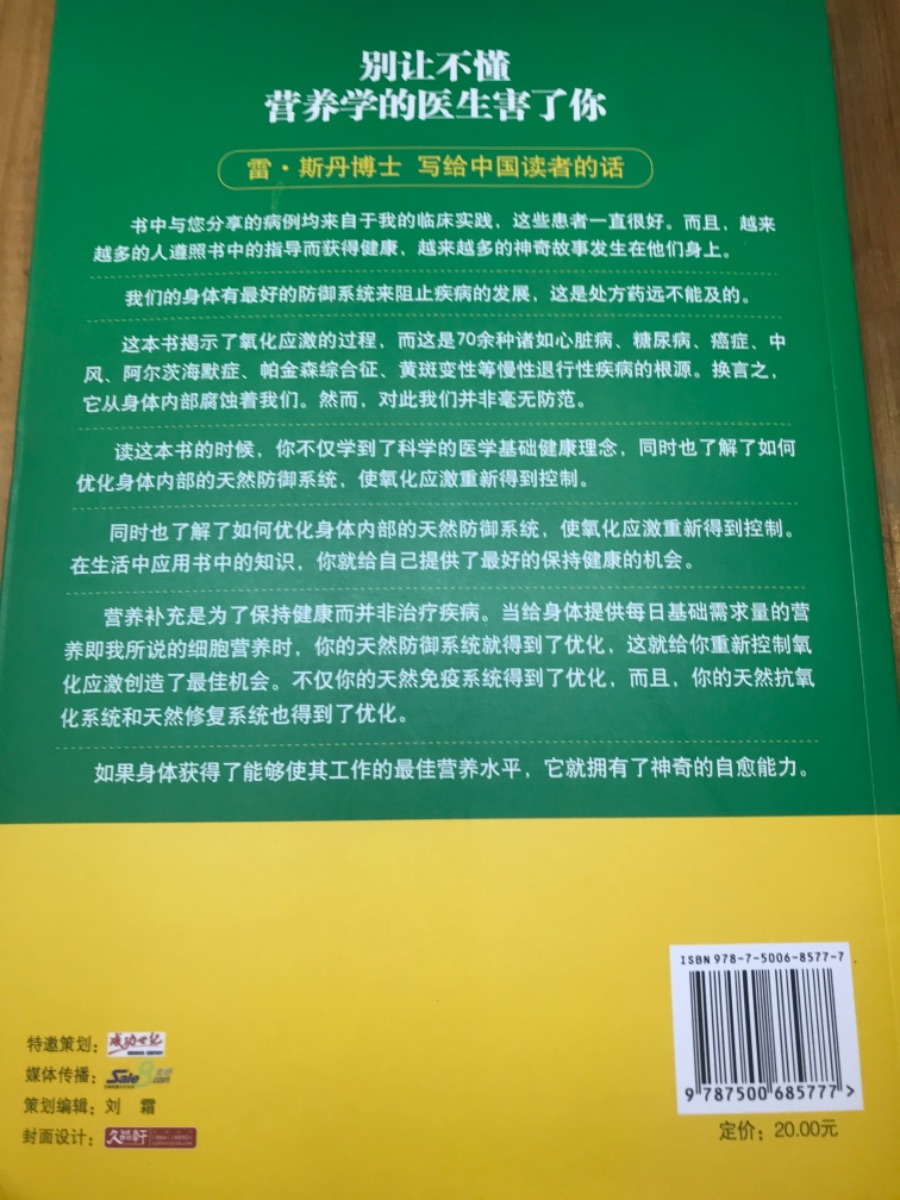 别让不懂
营养学的医生害了你
雷·斯丹博士 写给中国读者的话
书中与您分享的病例均来自于我的临床实践，这些患者一直很好。而且，越来
越多的人遵照书中的指导而获得健康，越来越多的神奇故事发生在他们身上。
我们的身体有最好的防御系统来阻止疾病的发展，这是处方药远不能及的。
这本书揭示了氧化应激的过程，而这是70余种诸如心脏病、糖尿病、癌症、中
风、阿尔茨海默症、帕金森综合征、黄斑变性等慢性退行性疾病的根源。换言之，
它从身体内部腐蚀着我们。然而，对此我们并非毫无防范。
读这本书的时候，你不仅学到了科学的医学基础健康理念，同时也了解了如何
优化身体内部的天然防御系统，使氧化应激重新得到控制。
同时也了解了如何优化身体内部的天然防御系统，使氧化应激重新得到控制。
在生活中应用书中的知识，你就给自己提供了最好的保持健康的机会。
营养补充是为了保持健康而并非治疗疾病。当给身体提供每日基础需求量的营
养即我所说的细胞营养时，你的天然防御系统就得到了优化，这就给你重新控制氧
化应激创造了最佳机会。不仅你的天然免疫系统得到了优化，而且，你的天然抗氧
化系统和天然修复系统也得到了优化。
如果身体获得了能够使其工作的最佳营养水平，它就拥有了神奇的自愈能力。
ISBN 978-7-5006-8577-7
9 787500 685777 >
定价：20.00元
特邀策划：成功世纪
媒体传播：Sale8.com
策划编辑：刘 霜
封面设计：